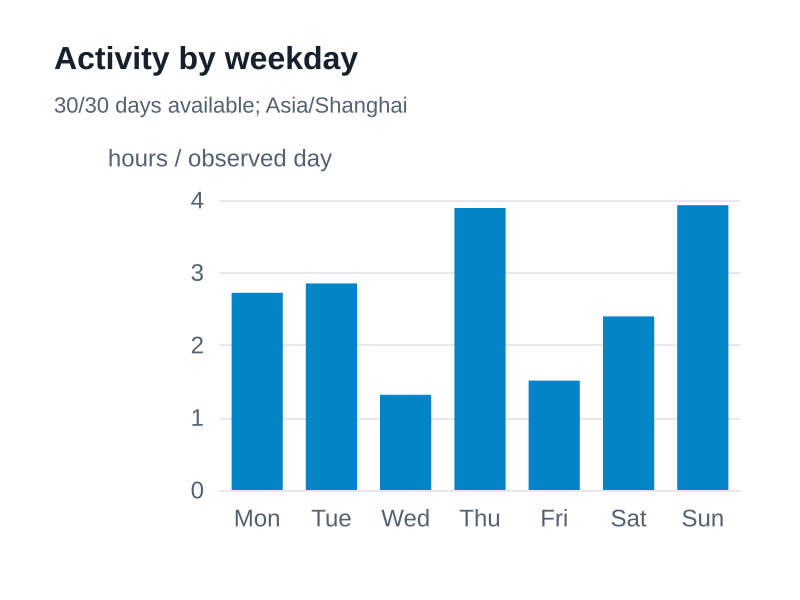 Activity by weekday
30/30 days available; Asia/Shanghai
hours / observed day
4
3
2
1
0
Mon Tue Wed Thu Fri Sat Sun